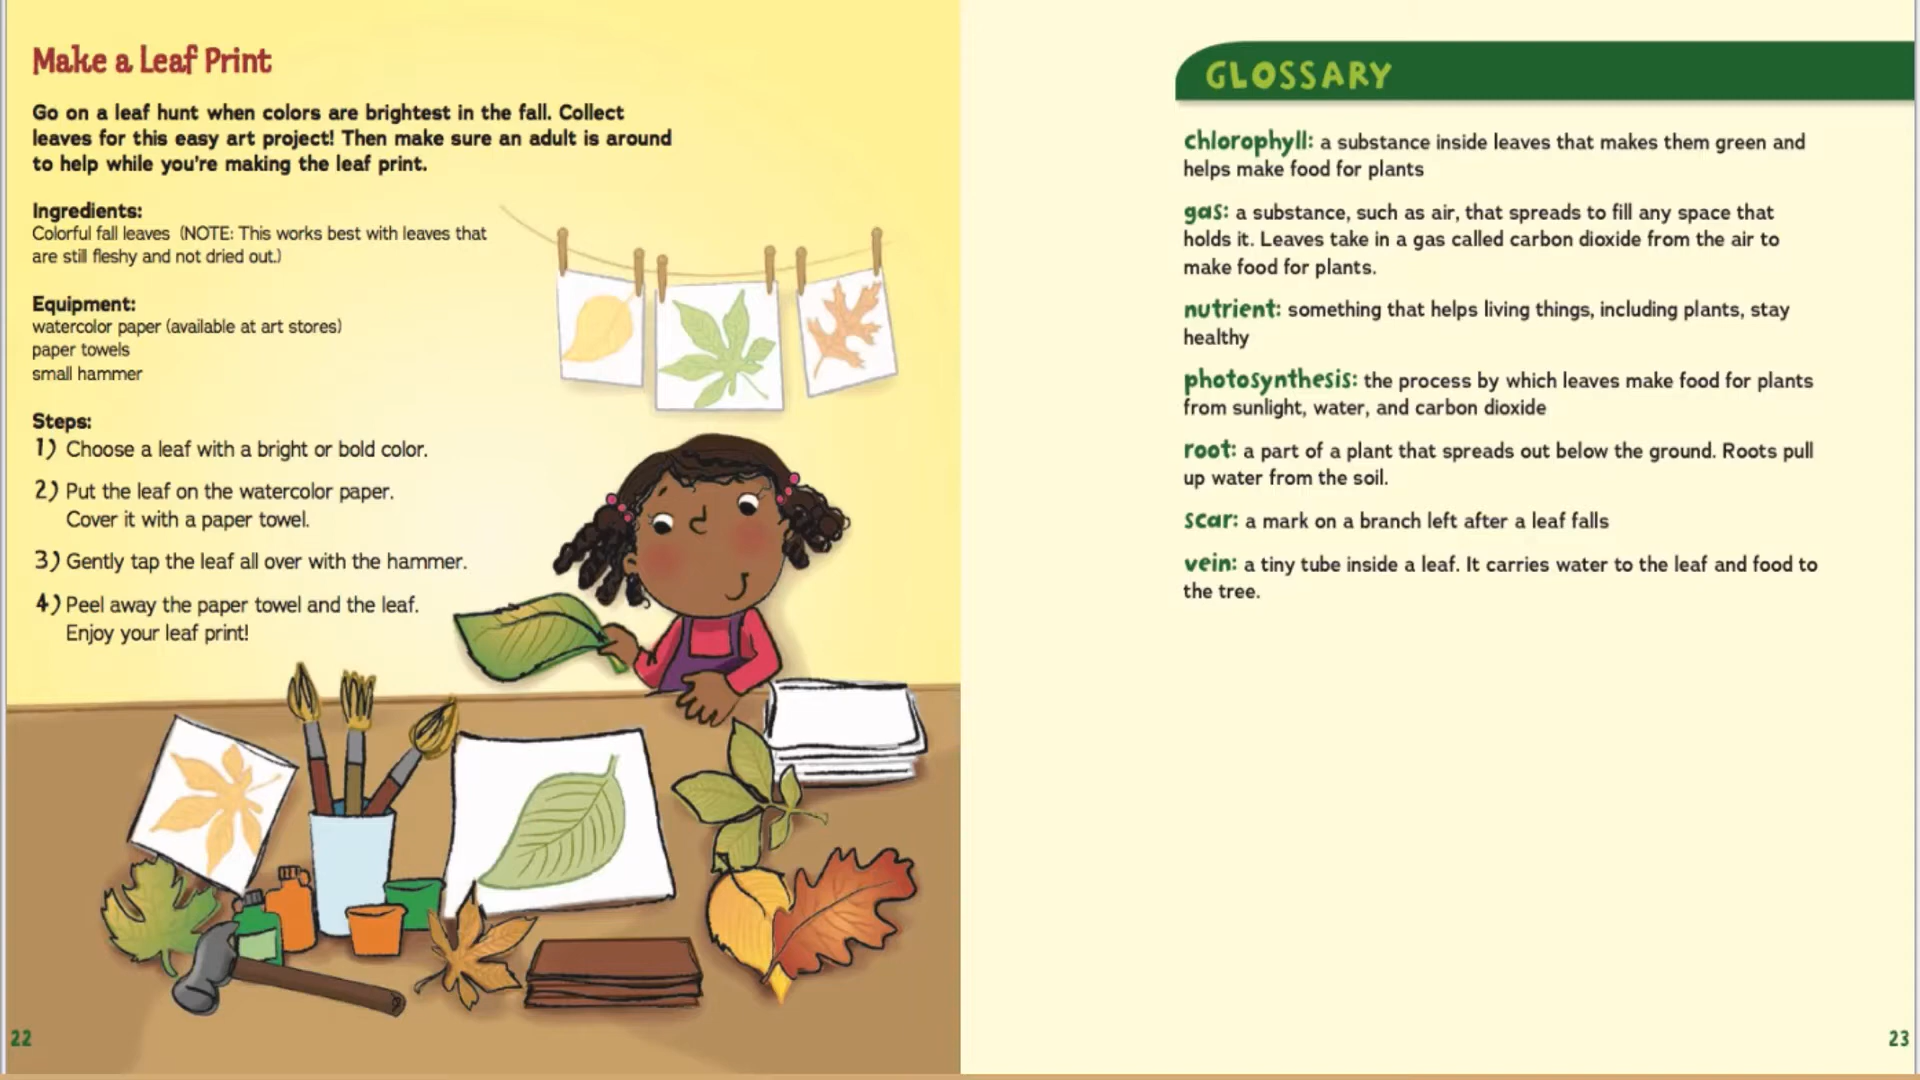 Make a Leaf Print
Go on a leaf hunt when colors are brightest in the fall. Collect
leaves for this easy art project! Then make sure an adult is around
to help while you're making the leaf print.
Ingredients:
Colorful fall leaves (NOTE: This works best with leaves that
are still fleshy and not dried out.)
Equipment:
watercolor paper (available at art stores)
paper towels
small hammer
Steps:
1) Choose a leaf with a bright or bold color.
2) Put the leaf on the watercolor paper.
Cover it with a paper towel.
3) Gently tap the leaf all over with the hammer.
4) Peel away the paper towel and the leaf.
Enjoy your leaf print!
22
GLOSSARY
chlorophyll: a substance inside leaves that makes them green and
helps make food for plants
gas: a substance, such as air, that spreads to fill any space that
holds it. Leaves take in a gas called carbon dioxide from the air to
make food for plants.
nutrient: something that helps living things, including plants, stay
healthy
photosynthesis: the process by which leaves make food for plants
from sunlight, water, and carbon dioxide
root: a part of a plant that spreads out below the ground. Roots pull
up water from the soil.
scar: a mark on a branch left after a leaf falls
vein: a tiny tube inside a leaf. It carries water to the leaf and food to
the tree.
23